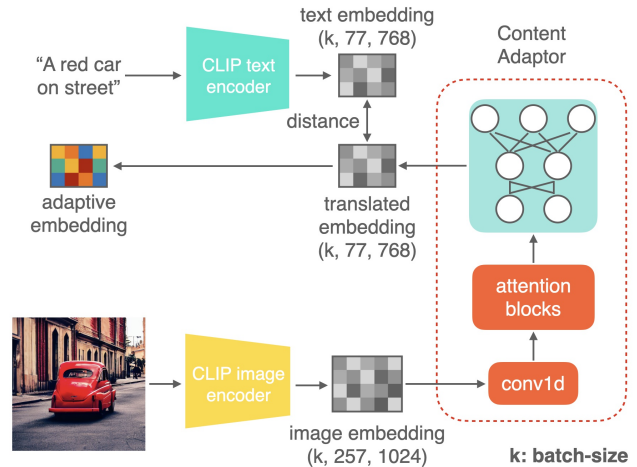 text embedding
(k, 77, 768)
Content
Adaptor
“A red car
on street”
CLIP text
encoder
distance
adaptive
embedding
translated
embedding
(k, 77, 768)
attention
blocks
CLIP image
encoder
conv1d
image embedding
(k, 257, 1024)
k: batch-size